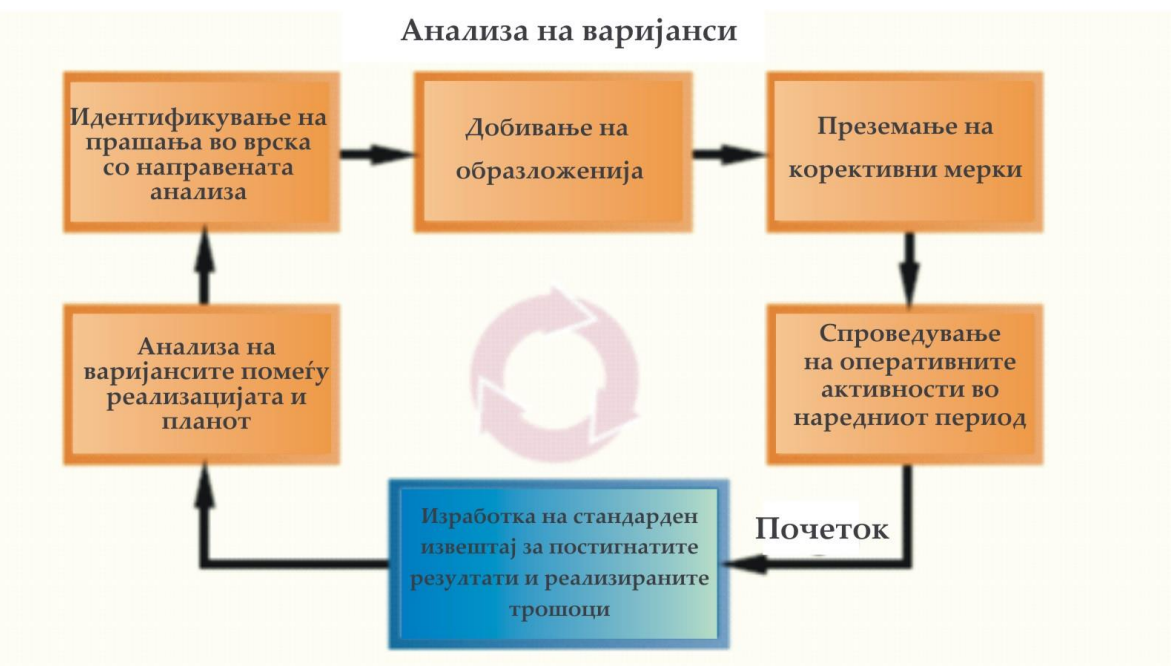 Анализа на варијанси
Идентификување на
прашања во врска
со направената
анализа
Добивање на
образложенија
Преземање на
корективни мерки
Анализа на
варијансите помеѓу
реализацијата и
планот
Спроведување
на оперативните
активности во
наредниот период
Почеток
Изработка на стандарден
извештај за постигнатите
резултати и реализираните
трошоци